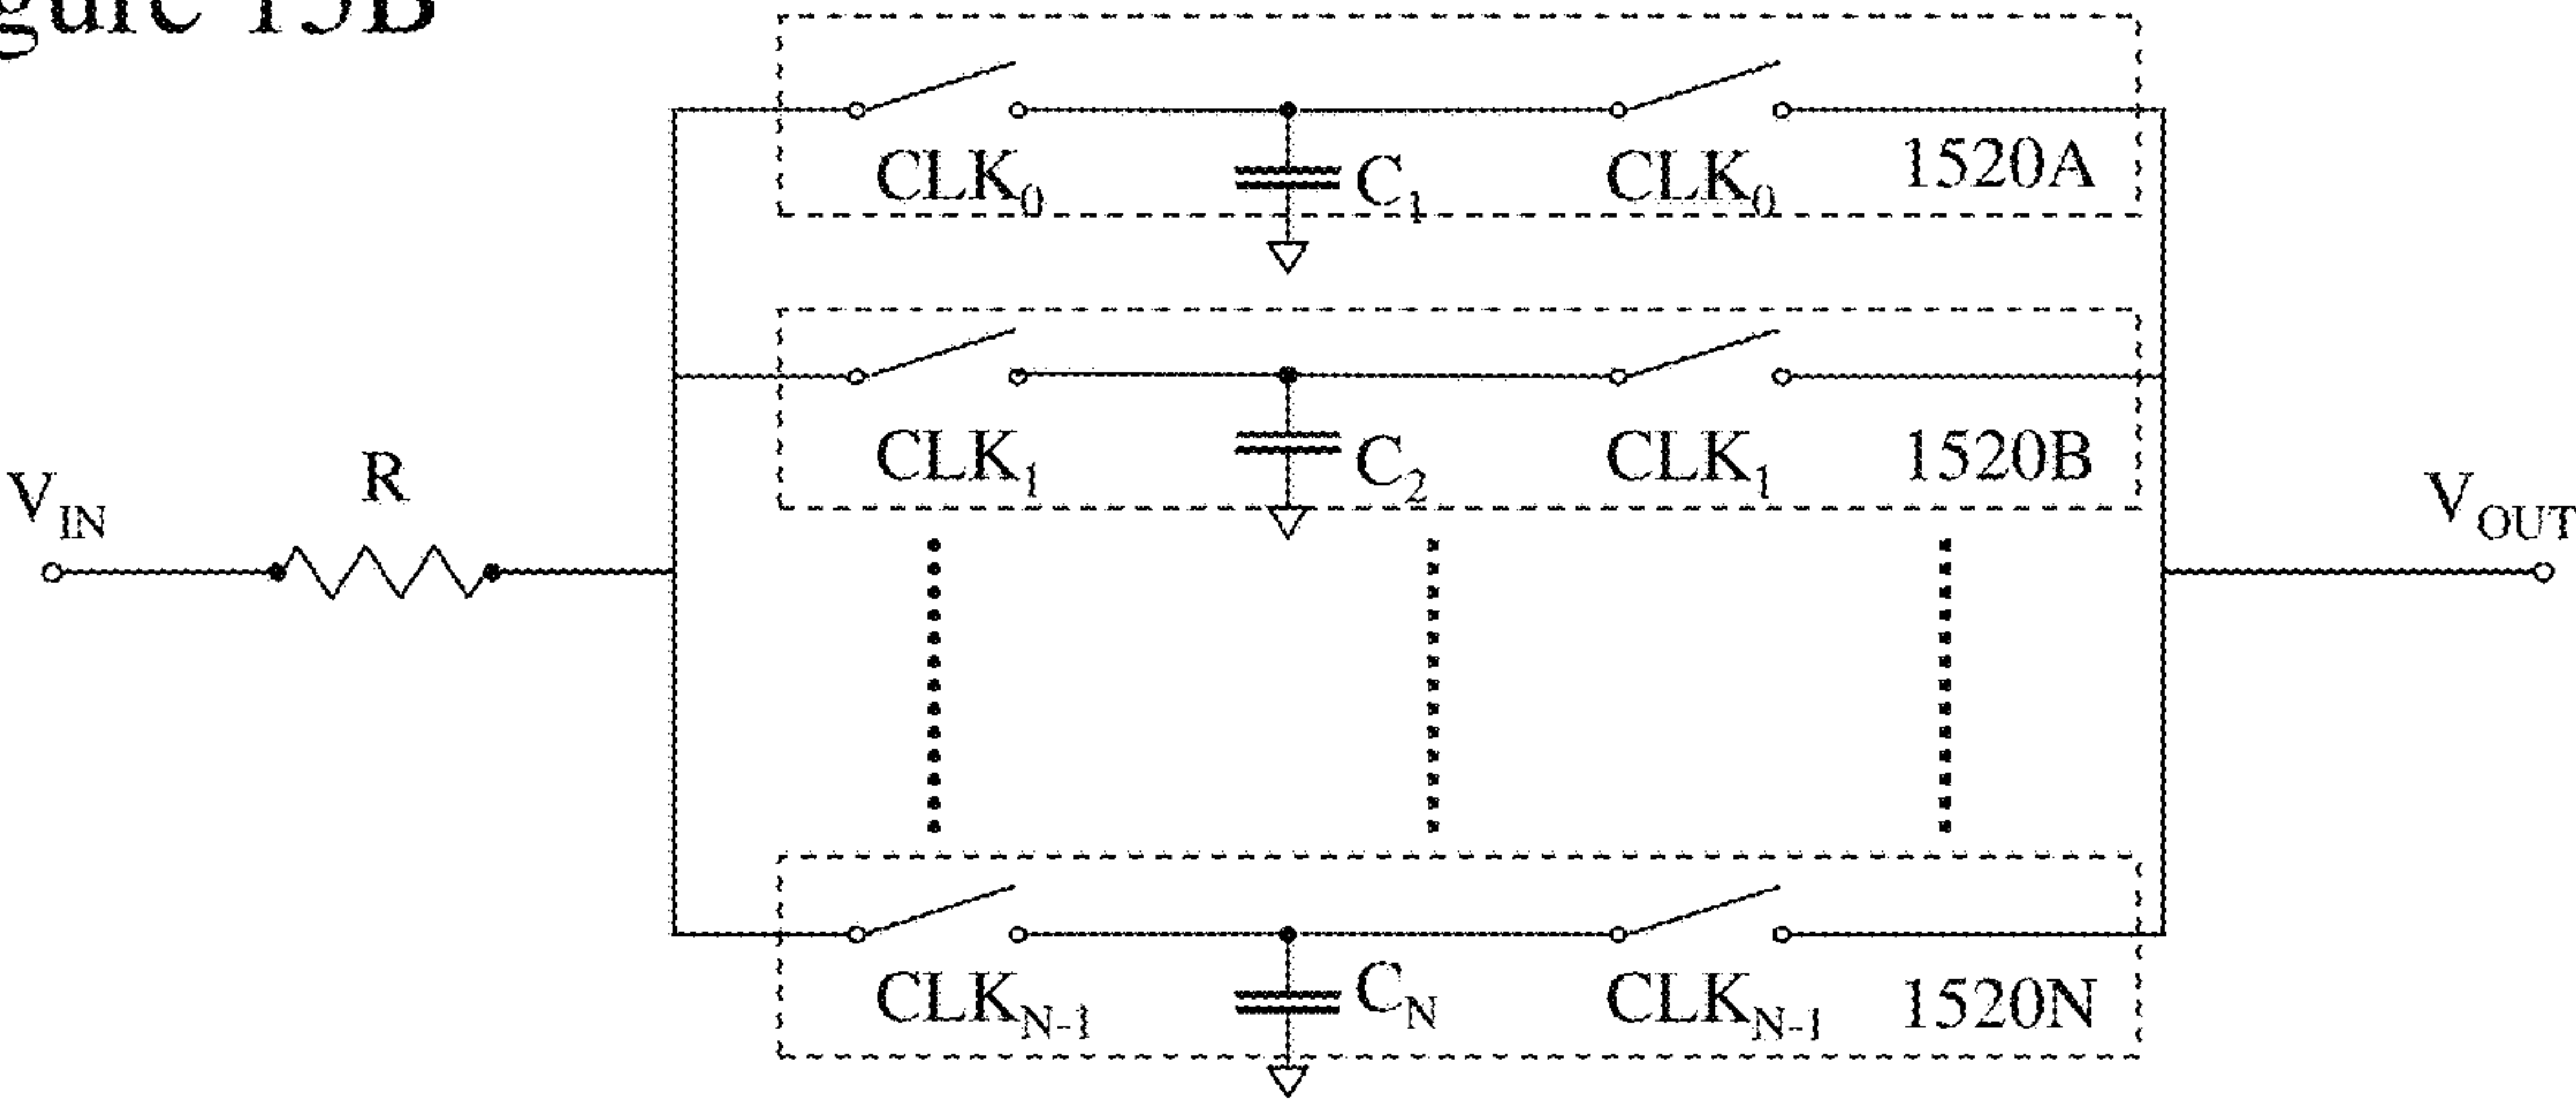 gure 15B
CLK0 C1 CLK0 1520A
CLK1 C2 CLK1 1520B
VIN R VOUT
CLKN-1 CN CLKN-1 1520N